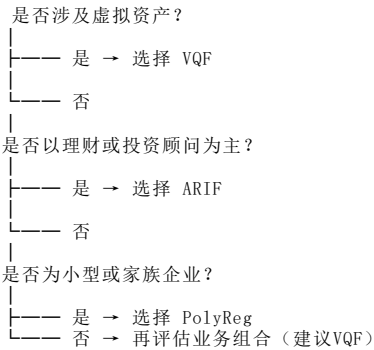 是否涉及虚拟资产？
是 → 选择 VQF
否
是否以理财或投资顾问为主？
是 → 选择 ARIF
否
是否为小型或家族企业？
是 → 选择 PolyReg
否 → 再评估业务组合（建议VQF）